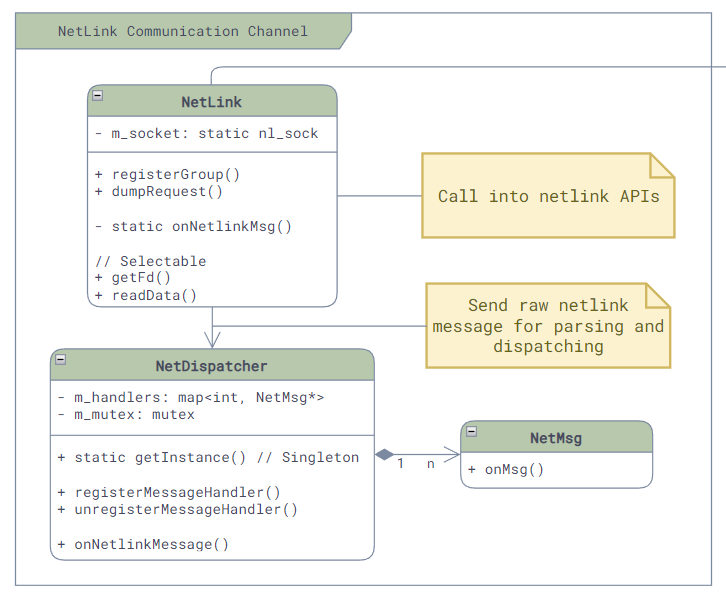 NetLink Communication Channel
NetLink
- m_socket: static nl_sock
+ registerGroup()
+ dumpRequest()
- static onNetlinkMsg()
// Selectable
+ getFd()
+ readData()
Call into netlink APIs
Send raw netlink
message for parsing and
dispatching
NetDispatcher
- m_handlers: map<int, NetMsg*>
- m_mutex: mutex
+ static getInstance() // Singleton
+ registerMessageHandler()
+ unregisterMessageHandler()
+ onNetlinkMessage()
1 n
NetMsg
+ onMsg()